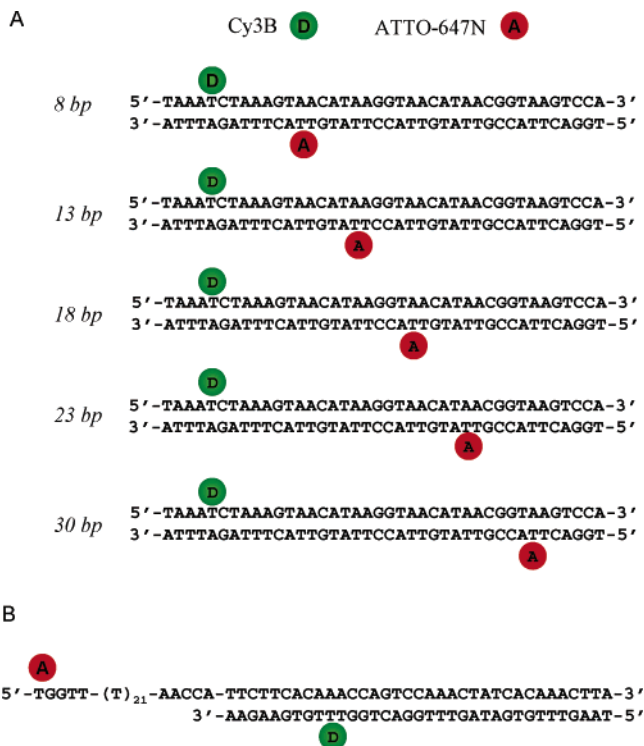 A
Cy3B D ATTO-647N A
D
8 bp 5′-TAAATCTAAAGTAACATAAGGTAACATAACGGTAAGTCCA-3′
3′-ATTTAGATTTCATTGTATTCCATTGTATTGCCATTCAGGT-5′
A
D
13 bp 5′-TAAATCTAAAGTAACATAAGGTAACATAACGGTAAGTCCA-3′
3′-ATTTAGATTTCATTGTATTCCATTGTATTGCCATTCAGGT-5′
A
D
18 bp 5′-TAAATCTAAAGTAACATAAGGTAACATAACGGTAAGTCCA-3′
3′-ATTTAGATTTCATTGTATTCCATTGTATTGCCATTCAGGT-5′
A
D
23 bp 5′-TAAATCTAAAGTAACATAAGGTAACATAACGGTAAGTCCA-3′
3′-ATTTAGATTTCATTGTATTCCATTGTATTGCCATTCAGGT-5′
A
D
30 bp 5′-TAAATCTAAAGTAACATAAGGTAACATAACGGTAAGTCCA-3′
3′-ATTTAGATTTCATTGTATTCCATTGTATTGCCATTCAGGT-5′
A
B
A
5′-TGGTT-(T)21-AACCA-TTCTTCACAAACCAGTCCAAACTATCACAAACTTA-3′
3′-AAGAAGTGTTTGGTCAGGTTTGATAGTGTTTGAAT-5′
D